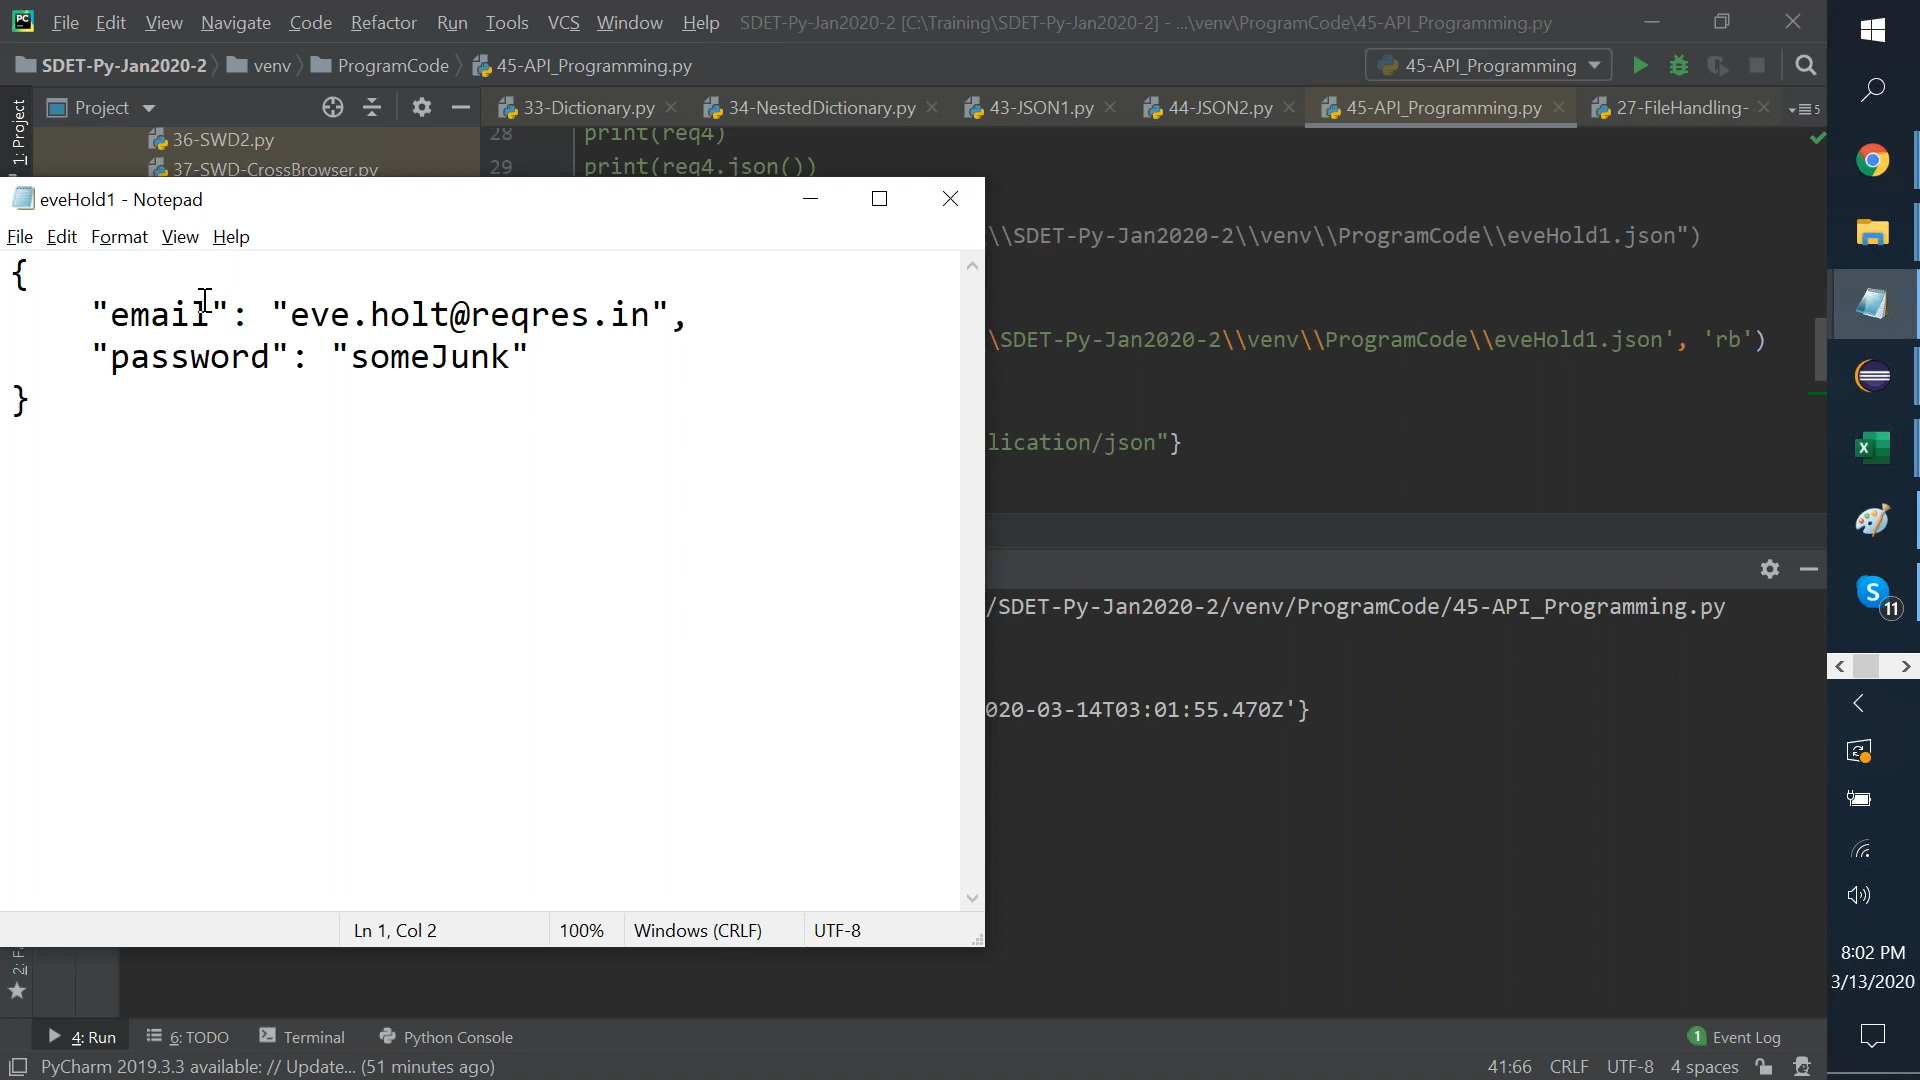 File Edit View Navigate Code Refactor Run Tools VCS Window Help SDET-Py-Jan2020-2 [C:\Training\SDET-Py-Jan2020-2] - ...\venv\ProgramCode\45-API_Programming.py
SDET-Py-Jan2020-2 venv ProgramCode 45-API_Programming.py 45-API_Programming
1: Project
Project 33-Dictionary.py 34-NestedDictionary.py 43-JSON1.py 44-JSON2.py 45-API_Programming.py 27-FileHandling- 5
36-SWD2.py 28 print(req4)
37-SWD-CrossBrowser.py 29 print(req4.json())
eveHold1 - Notepad
File Edit Format View Help
{
"email": "eve.holt@reqres.in",
"password": "someJunk"
}
Ln 1, Col 2 100% Windows (CRLF) UTF-8
\\SDET-Py-Jan2020-2\\venv\\ProgramCode\\eveHold1.json")
\SDET-Py-Jan2020-2\\venv\\ProgramCode\\eveHold1.json', 'rb')
lication/json"}
/SDET-Py-Jan2020-2/venv/ProgramCode/45-API_Programming.py
020-03-14T03:01:55.470Z'}
4: Run 6: TODO Terminal Python Console 1 Event Log
PyCharm 2019.3.3 available: // Update... (51 minutes ago) 41:66 CRLF UTF-8 4 spaces
11
8:02 PM
3/13/2020